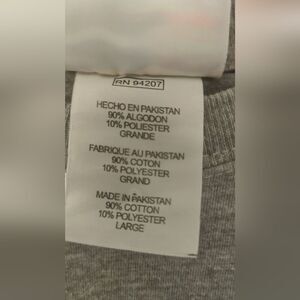 RN 94207
HECHO EN PAKISTAN
90% ALGODON
10% POLIESTER
GRANDE
FABRIQUE AU PAKISTAN
90% COTON
10% POLYESTER
GRAND
MADE IN PAKISTAN
90% COTTON
10% POLYESTER
LARGE